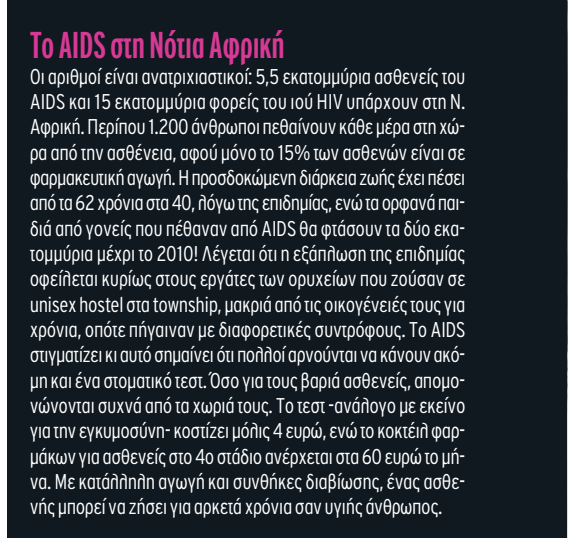 Το AIDS στη Νότια Αφρική
Οι αριθμοί είναι ανατριχιαστικοί: 5,5 εκατομμύρια ασθενείς του
AIDS και 15 εκατομμύρια φορείς του ιού HIV υπάρχουν στη Ν.
Αφρική. Περίπου 1.200 άνθρωποι πεθαίνουν κάθε μέρα στη χώ-
ρα από την ασθένεια, αφού μόνο το 15% των ασθενών είναι σε
φαρμακευτική αγωγή. Η προσδοκώμενη διάρκεια ζωής έχει πέσει
από τα 62 χρόνια στα 40, λόγω της επιδημίας, ενώ τα ορφανά παι-
διά από γονείς που πέθαναν από AIDS θα φτάσουν τα δύο εκα-
τομμύρια μέχρι το 2010! Λέγεται ότι η εξάπλωση της επιδημίας
οφείλεται κυρίως στους εργάτες των ορυχείων που ζούσαν σε
unisex hostel στα township, μακριά από τις οικογένειές τους για
χρόνια, οπότε πήγαιναν με διαφορετικές συντρόφους. Το AIDS
στιγματίζει κι αυτό σημαίνει ότι πολλοί αρνούνται να κάνουν ακό-
μη και ένα στοματικό τεστ. Όσο για τους βαριά ασθενείς, απομο-
νώνονται συχνά από τα χωριά τους. Το τεστ -ανάλογο με εκείνο
για την εγκυμοσύνη- κοστίζει μόλις 4 ευρώ, ενώ το κοκτέιλ φαρ-
μάκων για ασθενείς στο 4ο στάδιο ανέρχεται στα 60 ευρώ το μή-
να. Με κατάλληλη αγωγή και συνθήκες διαβίωσης, ένας ασθε-
νής μπορεί να ζήσει για αρκετά χρόνια σαν υγιής άνθρωπος.